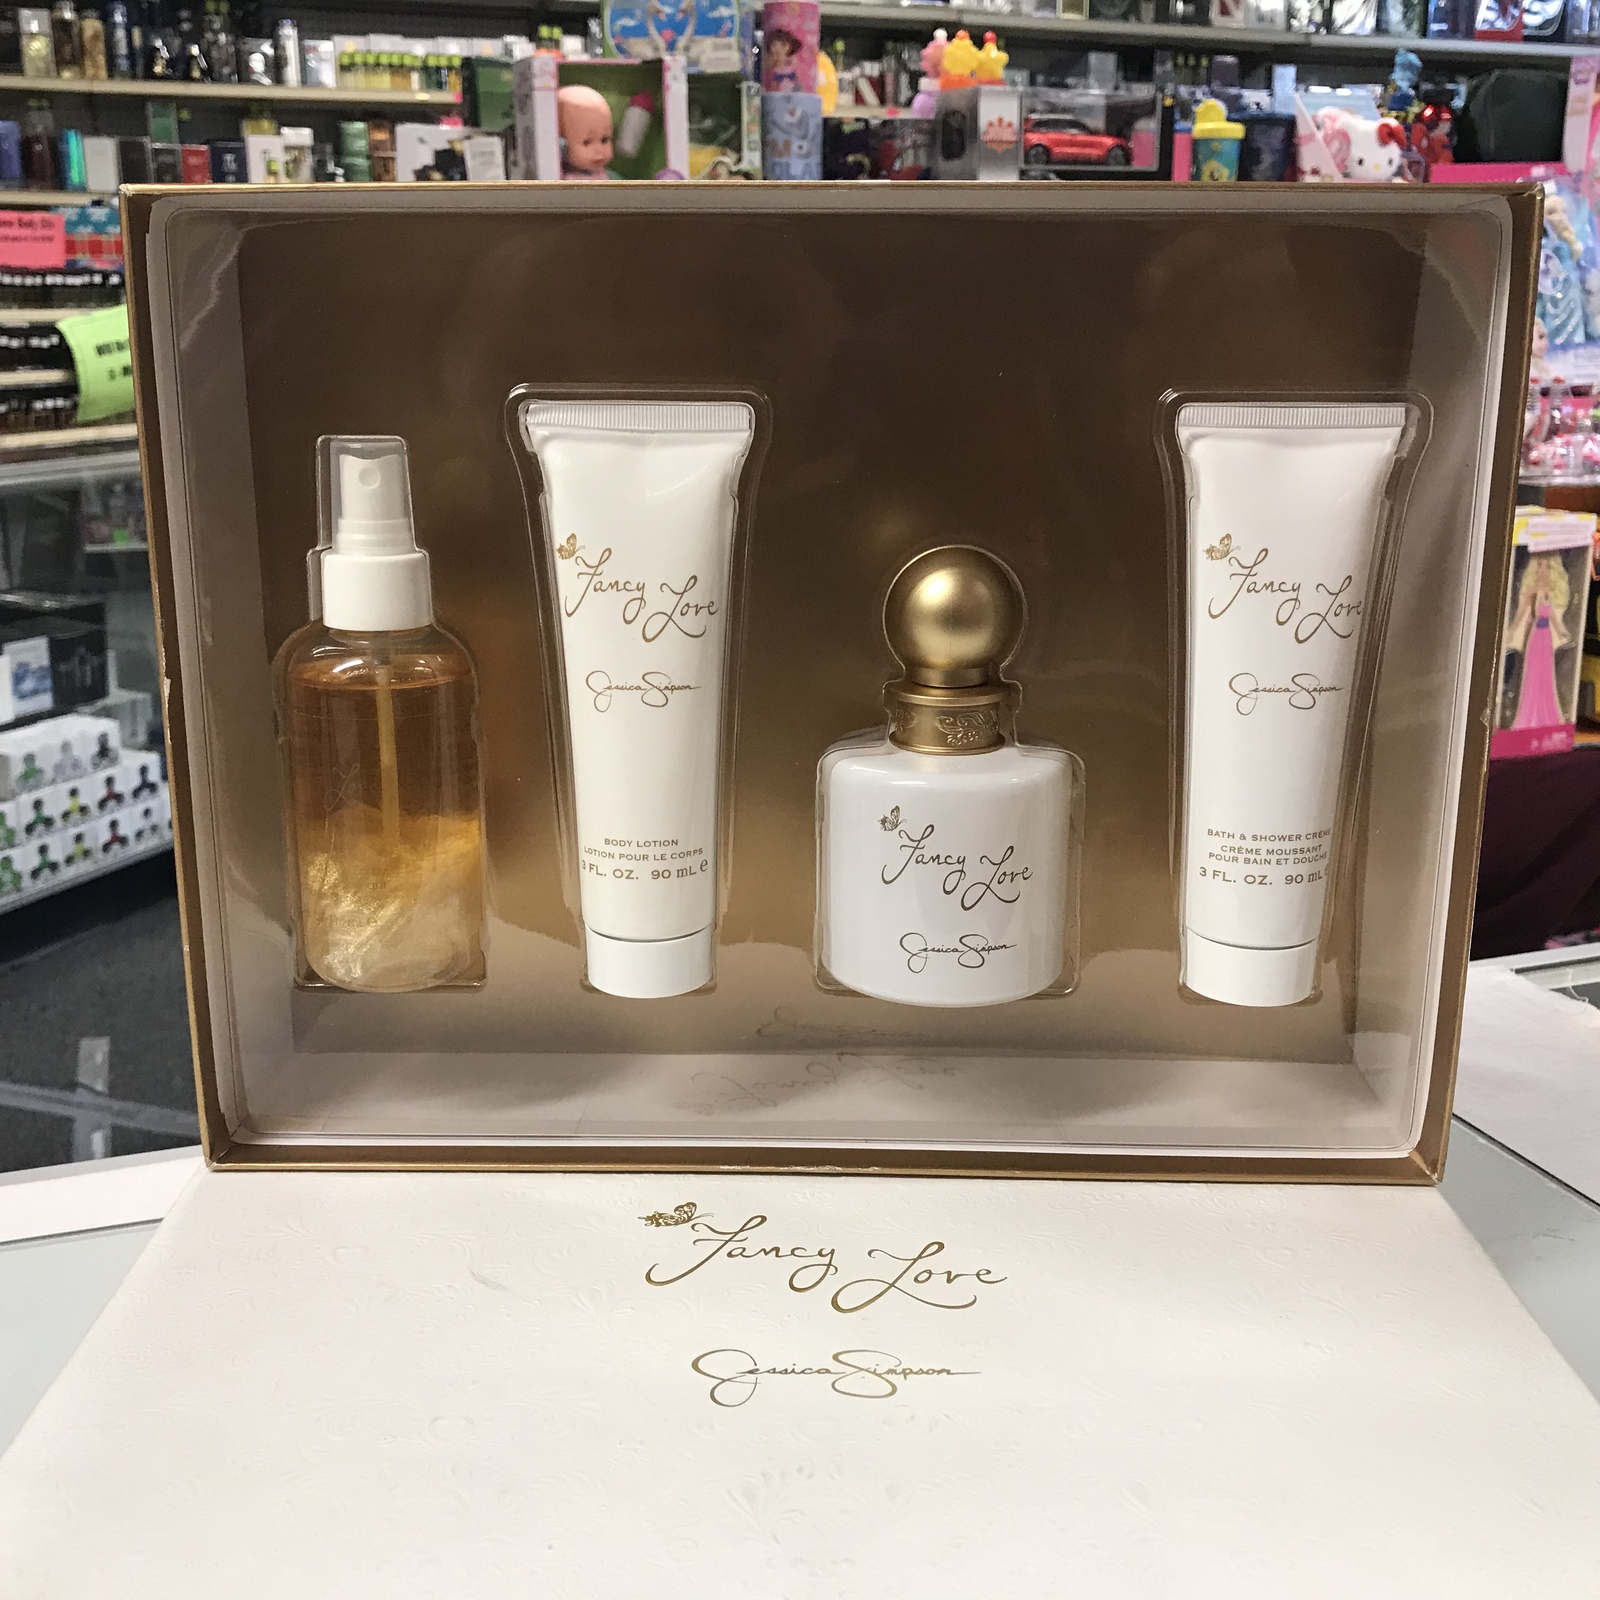 Fancy Love
Jessica Simpson
BODY LOTION
LOTION POUR LE CORPS
3 FL. OZ. 90 mL e
Fancy Love
Jessica Simpson
Fancy Love
Jessica Simpson
BATH & SHOWER CRÈME
CRÈME MOUSSANT
POUR BAIN ET DOUCHE
3 FL. OZ. 90 mL
Fancy Love
Jessica Simpson